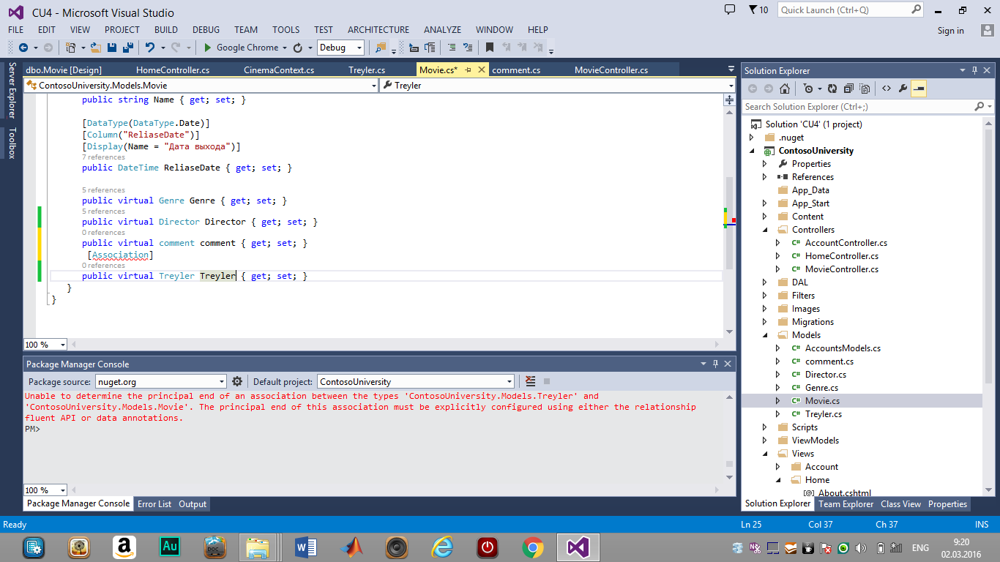 CU4 - Microsoft Visual Studio
10
Quick Launch (Ctrl+Q)
FILE EDIT VIEW PROJECT BUILD DEBUG TEAM TOOLS TEST ARCHITECTURE ANALYZE WINDOW HELP
Sign in
Google Chrome
Debug
Server Explorer
Toolbox
dbo.Movie [Design] HomeController.cs CinemaContext.cs Treyler.cs Movie.cs* comment.cs MovieController.cs
ContosoUniversity.Models.Movie
Treyler
public string Name { get; set; }
[DataType(DataType.Date)]
[Column("ReliaseDate")]
[Display(Name = "Дата выхода")]
7 references
public DateTime ReliaseDate { get; set; }
5 references
public virtual Genre Genre { get; set; }
5 references
public virtual Director Director { get; set; }
0 references
public virtual comment comment { get; set; }
[Association]
0 references
public virtual Treyler Treyler { get; set; }
}
}
100 %
Package Manager Console
Package source: nuget.org
Default project: ContosoUniversity
Unable to determine the principal end of an association between the types 'ContosoUniversity.Models.Treyler' and
'ContosoUniversity.Models.Movie'. The principal end of this association must be explicitly configured using either the relationship
fluent API or data annotations.
PM>
100 %
Package Manager Console Error List Output
Solution Explorer
Search Solution Explorer (Ctrl+;)
Solution 'CU4' (1 project)
.nuget
ContosoUniversity
Properties
References
App_Data
App_Start
Content
Controllers
C# AccountController.cs
C# HomeController.cs
C# MovieController.cs
DAL
Filters
Images
Migrations
Models
C# AccountsModels.cs
C# comment.cs
C# Director.cs
C# Genre.cs
C# Movie.cs
C# Treyler.cs
Scripts
ViewModels
Views
Account
Home
[@] About.cshtml
Solution Explorer Team Explorer Class View Properties
Ready
Ln 25 Col 37 Ch 37 INS
a
Au
DOC
W
ENG
9:20
02.03.2016